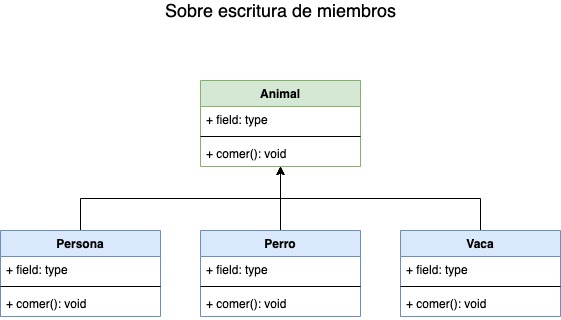 Sobre escritura de miembros
Animal
+ field: type
+ comer(): void
Persona
+ field: type
+ comer(): void
Perro
+ field: type
+ comer(): void
Vaca
+ field: type
+ comer(): void